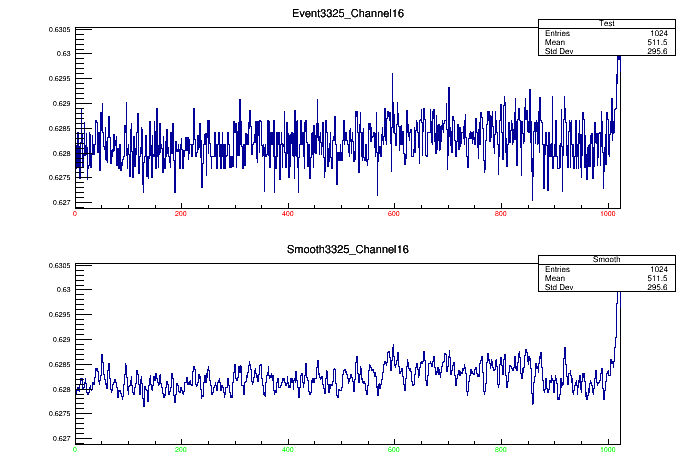 Event3325_Channel16
Test
Entries 1024
Mean 511.5
Std Dev 295.6
0.6305
0.63
0.6295
0.629
0.6285
0.628
0.6275
0.627
0 200 400 600 800 1000
Smooth3325_Channel16
Smooth
Entries 1024
Mean 511.5
Std Dev 295.6
0.6305
0.63
0.6295
0.629
0.6285
0.628
0.6275
0.627
0 200 400 600 800 1000